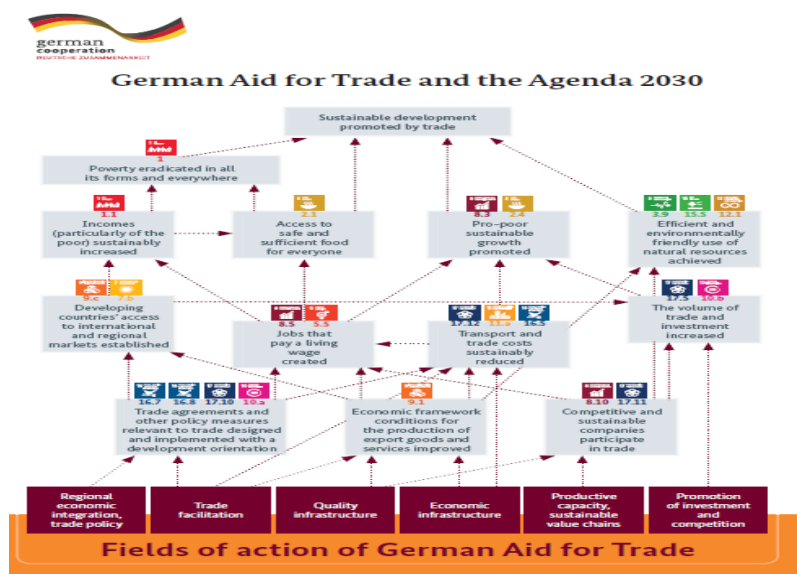 german
cooperation
DEUTSCHE ZUSAMMENARBEIT
German Aid for Trade and the Agenda 2030
Sustainable development
promoted by trade
1
Poverty eradicated in all
its forms and everywhere
1.1
Incomes
(particularly of the
poor) sustainably
increased
2.1
Access to
safe and
sufficient food
for everyone
8.3 2.4
Pro-poor
sustainable
growth
promoted
3.9 15.5 12.1
Efficient and
environmentally
friendly use of
natural resources
achieved
9.c 7.b
Developing
countries' access
to international
and regional
markets established
8.5 5.5
Jobs that
pay a living
wage
created
17.12 11.a 16.5
Transport and
trade costs
sustainably
reduced
17.5 10.b
The volume of
trade and
investment
increased
16.7 16.8 17.10 10.a
Trade agreements and
other policy measures
relevant to trade designed
and implemented with a
development orientation
9.1
Economic framework
conditions for
the production of
export goods and
services improved
8.10 17.11
Competitive and
sustainable
companies
participate
in trade
Regional
economic
integration,
trade policy
Trade
facilitation
Quality
infrastructure
Economic
infrastructure
Productive
capacity,
sustainable
value chains
Promotion
of investment
and
competition
Fields of action of German Aid for Trade